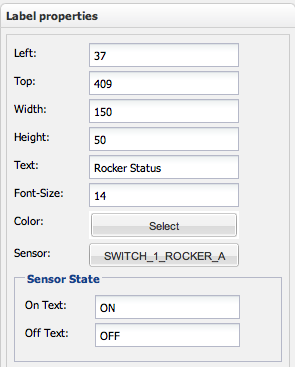 Label properties
Left: 37
Top: 409
Width: 150
Height: 50
Text: Rocker Status
Font-Size: 14
Color: Select
Sensor: SWITCH_1_ROCKER_A
Sensor State
On Text: ON
Off Text: OFF